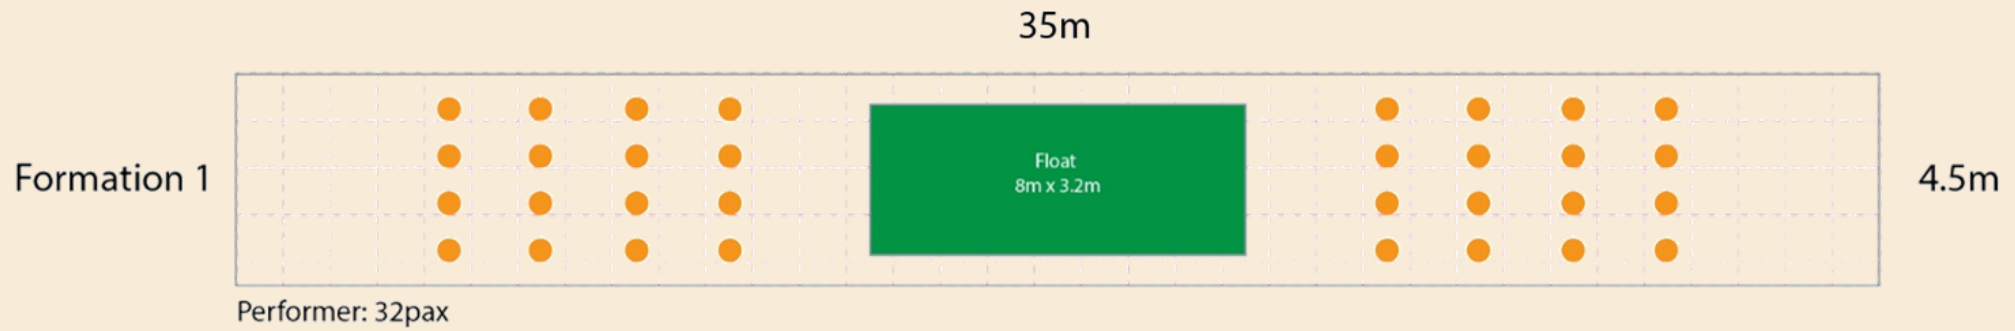 35m
Formation 1
Float
8m x 3.2m
4.5m
Performer: 32pax